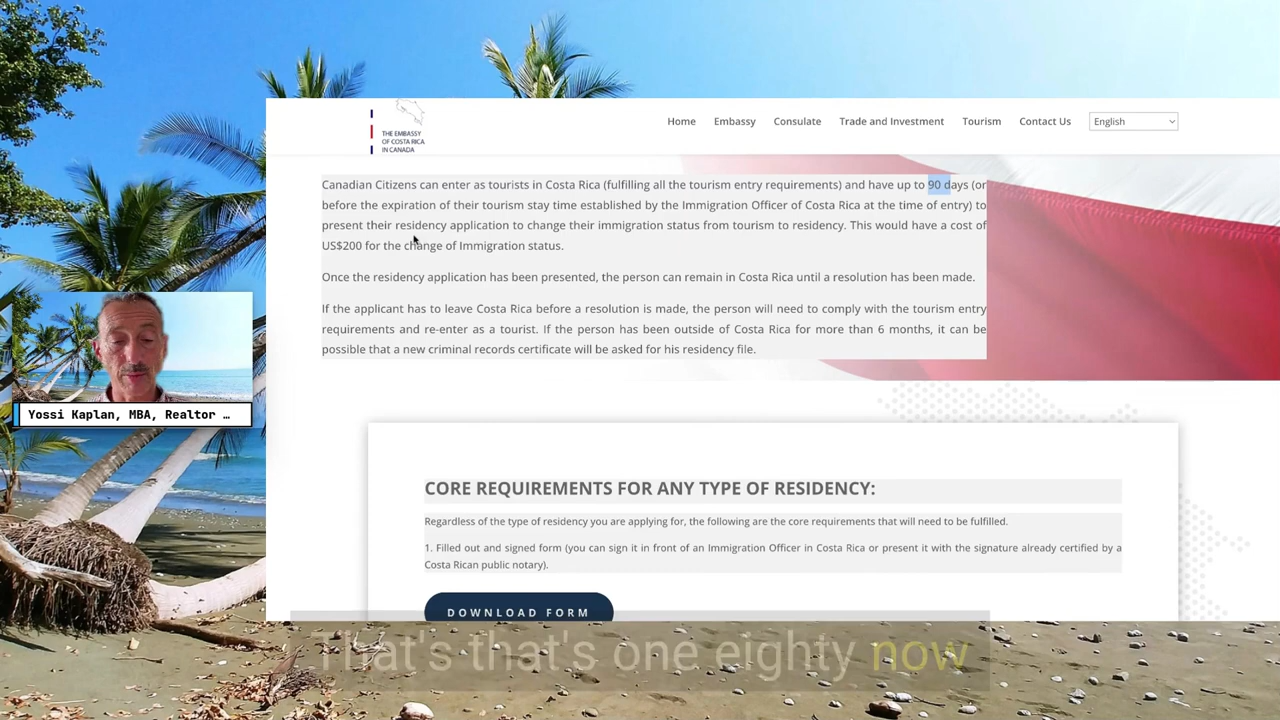 THE EMBASSY
OF COSTA RICA
IN CANADA
Home Embassy Consulate Trade and Investment Tourism Contact Us English
Canadian Citizens can enter as tourists in Costa Rica (fulfilling all the tourism entry requirements) and have up to 90 days (or
before the expiration of their tourism stay time established by the Immigration Officer of Costa Rica at the time of entry) to
present their residency application to change their immigration status from tourism to residency. This would have a cost of
US$200 for the change of Immigration status.
Once the residency application has been presented, the person can remain in Costa Rica until a resolution has been made.
If the applicant has to leave Costa Rica before a resolution is made, the person will need to comply with the tourism entry
requirements and re-enter as a tourist. If the person has been outside of Costa Rica for more than 6 months, it can be
possible that a new criminal records certificate will be asked for his residency file.
Yossi Kaplan, MBA, Realtor …
CORE REQUIREMENTS FOR ANY TYPE OF RESIDENCY:
Regardless of the type of residency you are applying for, the following are the core requirements that will need to be fulfilled.
1. Filled out and signed form (you can sign it in front of an Immigration Officer in Costa Rica or present it with the signature already certified by a
Costa Rican public notary).
DOWNLOAD FORM
That's that's one eighty now